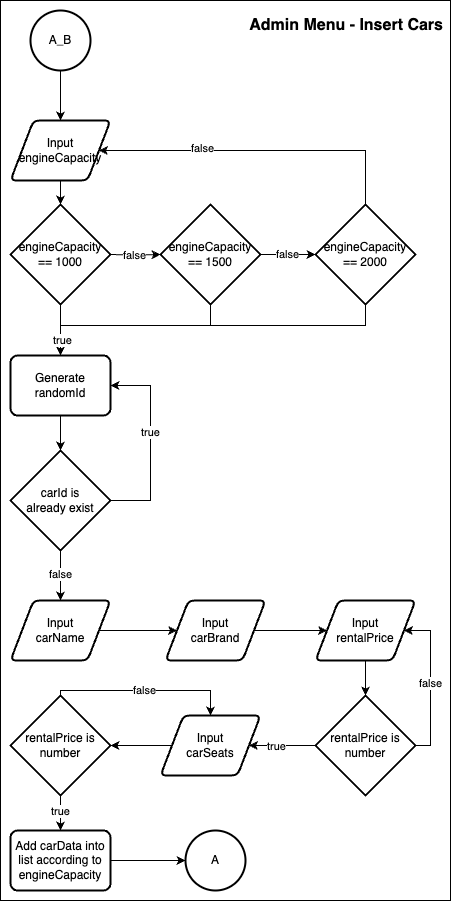 Admin Menu - Insert Cars
A_B
Input
engineCapacity
false
engineCapacity
== 1000
false
engineCapacity
== 1500
false
engineCapacity
== 2000
true
Generate
randomId
true
carId is
already exist
false
Input
carName
Input
carBrand
Input
rentalPrice
false
rentalPrice is
number
true
Input
carSeats
false
rentalPrice is
number
true
Add carData into
list according to
engineCapacity
A